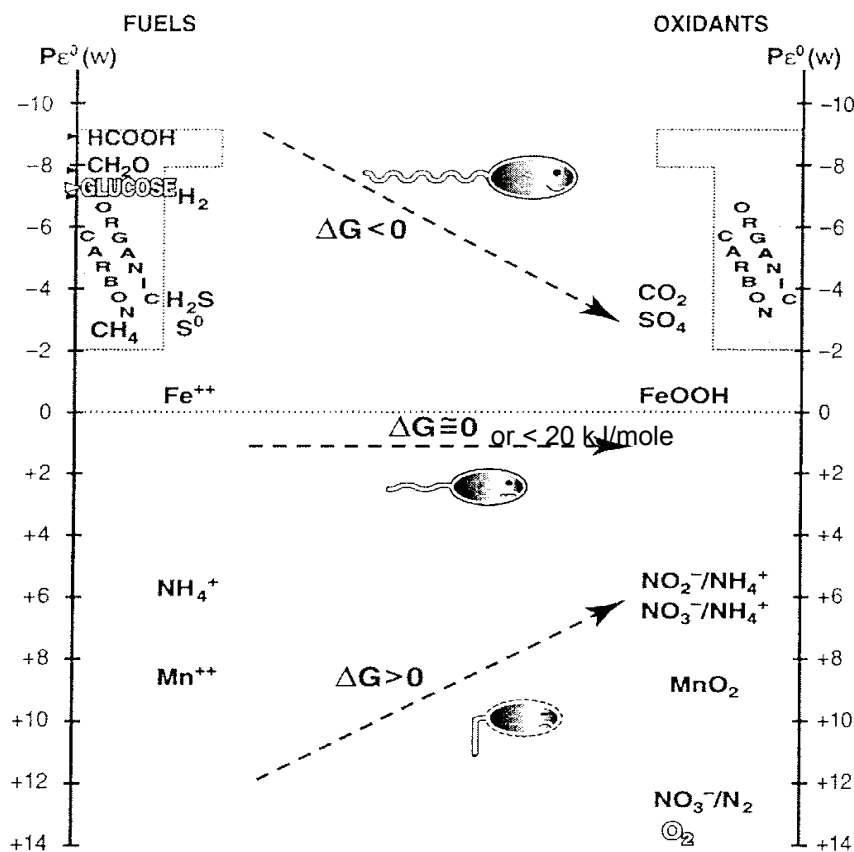 FUELS OXIDANTS
Pε⁰(w) Pε⁰(w)
-10 -10
HCOOH
-8 CH₂O -8
GLUCOSE H₂
-6 -6
ORGANIC
CARBON
ΔG<0
ORGANIC
CARBON
-4 H₂S CO₂ -4
CH₄ S⁰ SO₄
-2 -2
Fe⁺⁺ FeOOH
0 0
ΔG≅0 or < 20 kJ/mole
+2 +2
+4 +4
NH₄⁺ NO₂⁻/NH₄⁺
+6 NO₃⁻/NH₄⁺ +6
+8 +8
Mn⁺⁺ ΔG>0 MnO₂
+10 +10
+12 +12
NO₃⁻/N₂
O₂
+14 +14